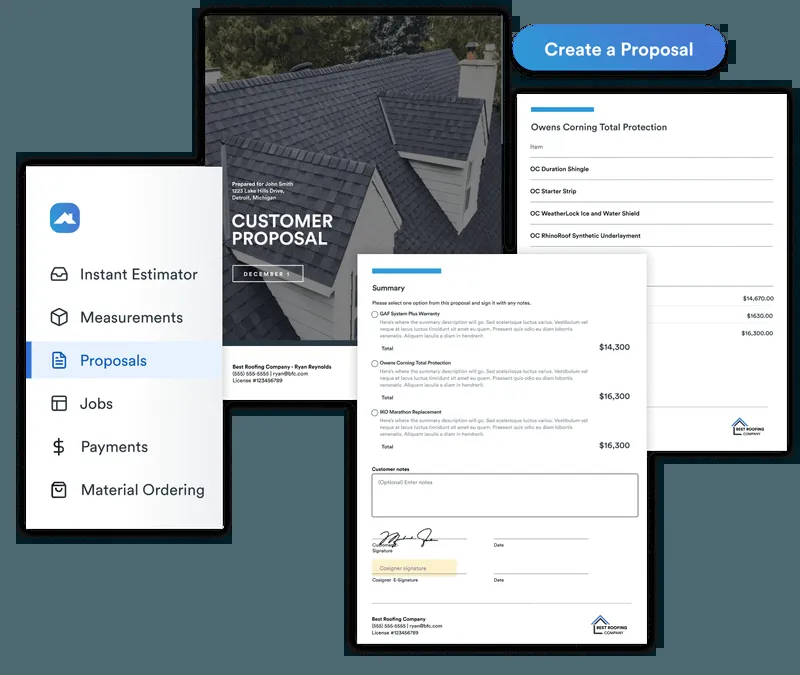 Create a Proposal
Prepared for John Smith
1223 Lake Hills Drive,
Detroit, Michigan
CUSTOMER
PROPOSAL
DECEMBER 1
Best Roofing Company - Ryan Reynolds
(555) 555-5555 | ryan@bfc.com
License #123456789
Instant Estimator
Measurements
Proposals
Jobs
Payments
Material Ordering
Owens Corning Total Protection
Item
OC Duration Shingle
OC Starter Strip
OC WeatherLock Ice and Water Shield
OC RhinoRoof Synthetic Underlayment
$14,670.00
$1630.00
$16,300.00
BEST ROOFING
COMPANY
Summary
Please select one option from this proposal and sign it with any notes.
GAF System Plus Warranty
Here's where the summary description will go. Sed scelerisque luctus varius. Vestibulum vel
neque at lacus luctus tincidunt sit amet eu quam. Praesent quis odio eu diam lobortis
venenatis. Aliquam iaculis a diam in hendrerit.
Total $14,300
Owens Corning Total Protection
Here's where the summary description will go. Sed scelerisque luctus varius. Vestibulum vel
neque at lacus luctus tincidunt sit amet eu quam. Praesent quis odio eu diam lobortis
venenatis. Aliquam iaculis a diam in hendrerit.
Total $16,300
IKO Marathon Replacement
Here's where the summary description will go. Sed scelerisque luctus varius. Vestibulum vel
neque at lacus luctus tincidunt sit amet eu quam. Praesent quis odio eu diam lobortis
venenatis. Aliquam iaculis a diam in hendrerit.
Total $16,300
Customer notes
(Optional) Enter notes
Customer E-
Signature
Date
Cosigner signature
Cosigner E-Signature
Date
Best Roofing Company
(555) 555-5555 | ryan@bfc.com
License #123456789
BEST ROOFING
COMPANY